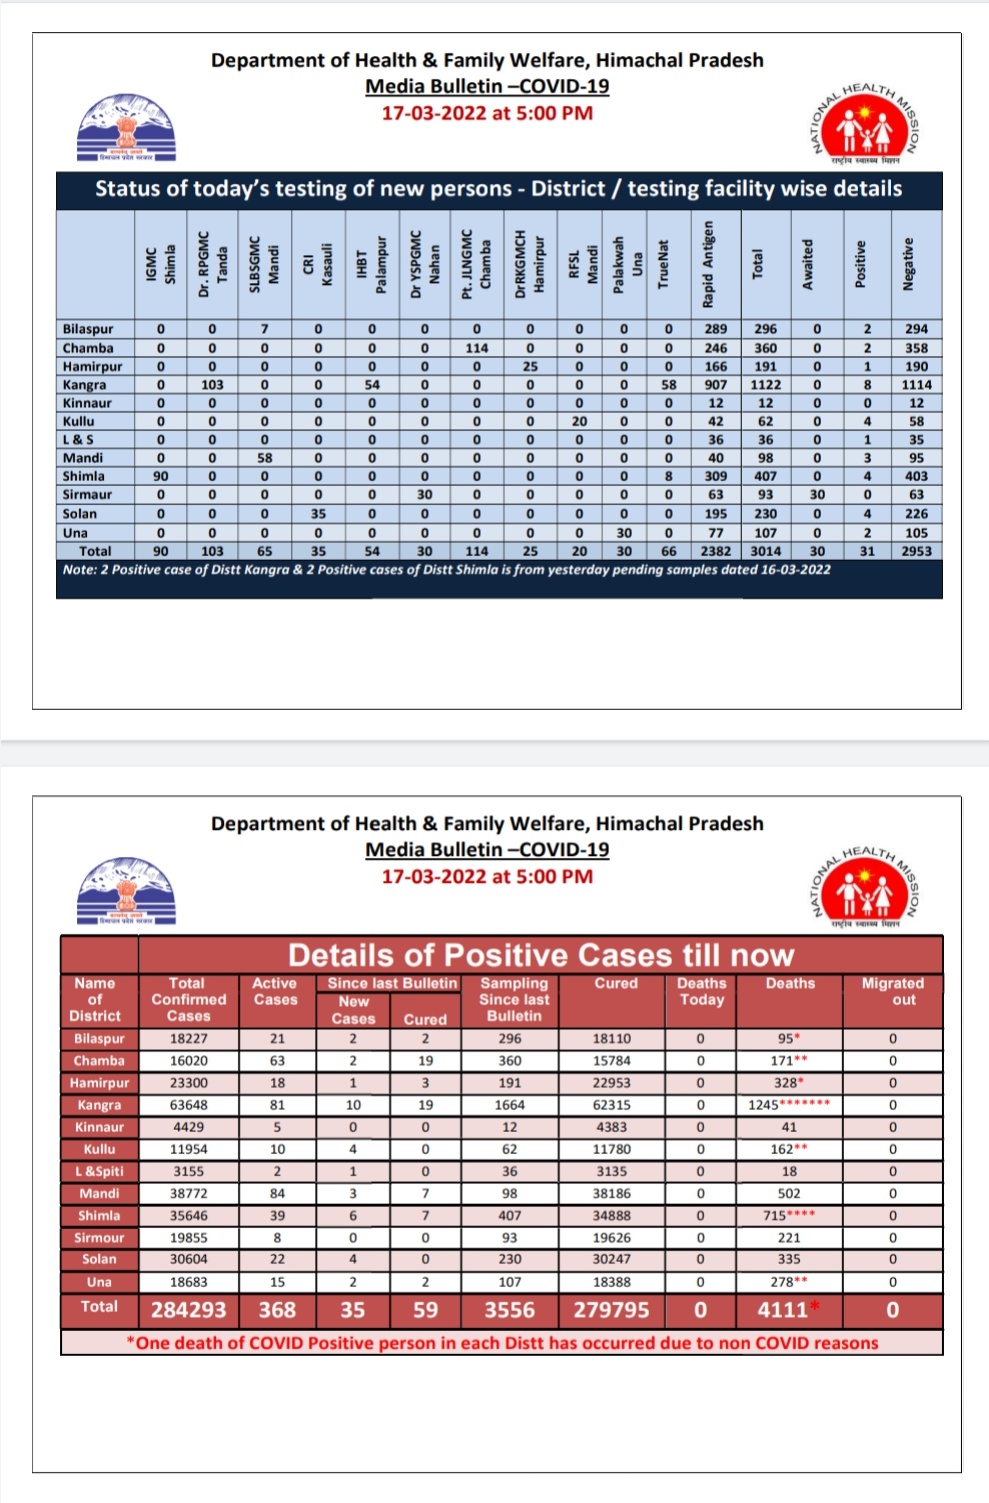 Department of Health & Family Welfare, Himachal Pradesh
Media Bulletin –COVID-19
17-03-2022 at 5:00 PM
हिमाचल प्रदेश सरकार
NATIONAL HEALTH MISSION
राष्ट्रीय स्वास्थ्य मिशन
Status of today’s testing of new persons - District / testing facility wise details
IGMC Shimla Dr. RPGMC Tanda SLBSGMC Mandi CRI Kasauli IHBT Palampur Dr YSPGMC Nahan Pt. JLNGMC Chamba DrRKGMCH Hamirpur RFSL Mandi Palakwah Una TrueNat Rapid Antigen Total Awaited Positive Negative
Bilaspur 0 0 7 0 0 0 0 0 0 0 0 289 296 0 2 294
Chamba 0 0 0 0 0 0 114 0 0 0 0 246 360 0 2 358
Hamirpur 0 0 0 0 0 0 0 25 0 0 0 166 191 0 1 190
Kangra 0 103 0 0 54 0 0 0 0 0 58 907 1122 0 8 1114
Kinnaur 0 0 0 0 0 0 0 0 0 0 0 12 12 0 0 12
Kullu 0 0 0 0 0 0 0 0 20 0 0 42 62 0 4 58
L & S 0 0 0 0 0 0 0 0 0 0 0 36 36 0 1 35
Mandi 0 0 58 0 0 0 0 0 0 0 0 40 98 0 3 95
Shimla 90 0 0 0 0 0 0 0 0 0 8 309 407 0 4 403
Sirmaur 0 0 0 0 0 30 0 0 0 0 0 63 93 30 0 63
Solan 0 0 0 35 0 0 0 0 0 0 0 195 230 0 4 226
Una 0 0 0 0 0 0 0 0 0 30 0 77 107 0 2 105
Total 90 103 65 35 54 30 114 25 20 30 66 2382 3014 30 31 2953
Note: 2 Positive case of Distt Kangra & 2 Positive cases of Distt Shimla is from yesterday pending samples dated 16-03-2022
Department of Health & Family Welfare, Himachal Pradesh
Media Bulletin –COVID-19
17-03-2022 at 5:00 PM
हिमाचल प्रदेश सरकार
NATIONAL HEALTH MISSION
राष्ट्रीय स्वास्थ्य मिशन
Details of Positive Cases till now
Name of District Total Confirmed Cases Active Cases Since last Bulletin New Cases Cured Sampling Since last Bulletin Cured Deaths Today Deaths Migrated out
Bilaspur 18227 21 2 2 296 18110 0 95* 0
Chamba 16020 63 2 19 360 15784 0 171** 0
Hamirpur 23300 18 1 3 191 22953 0 328* 0
Kangra 63648 81 10 19 1664 62315 0 1245******* 0
Kinnaur 4429 5 0 0 12 4383 0 41 0
Kullu 11954 10 4 0 62 11780 0 162** 0
L &Spiti 3155 2 1 0 36 3135 0 18 0
Mandi 38772 84 3 7 98 38186 0 502 0
Shimla 35646 39 6 7 407 34888 0 715**** 0
Sirmour 19855 8 0 0 93 19626 0 221 0
Solan 30604 22 4 0 230 30247 0 335 0
Una 18683 15 2 2 107 18388 0 278** 0
Total 284293 368 35 59 3556 279795 0 4111* 0
*One death of COVID Positive person in each Distt has occurred due to non COVID reasons